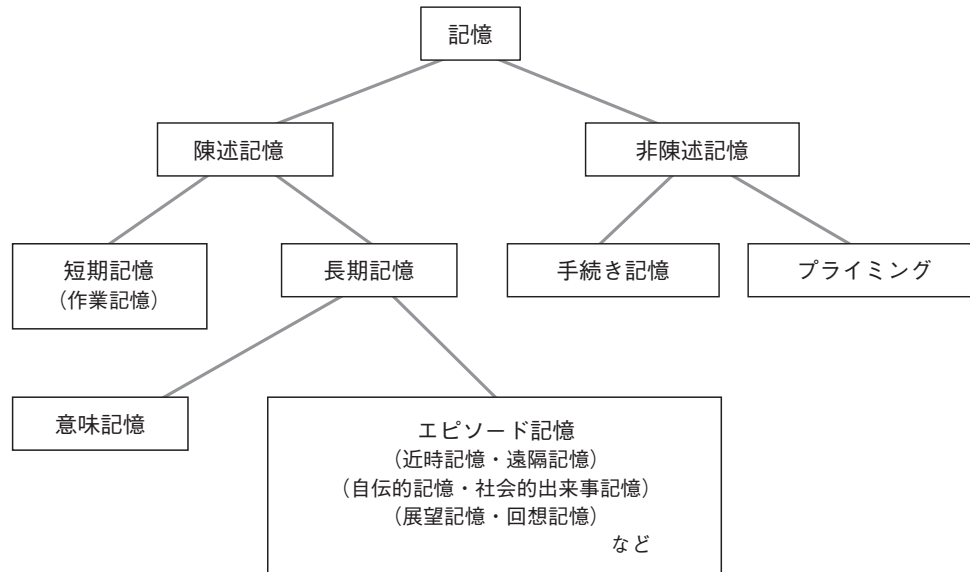 記憶
陳述記憶
非陳述記憶
短期記憶
（作業記憶）
長期記憶
手続き記憶
プライミング
意味記憶
エピソード記憶
（近時記憶・遠隔記憶）
（自伝的記憶・社会的出来事記憶）
（展望記憶・回想記憶）
など